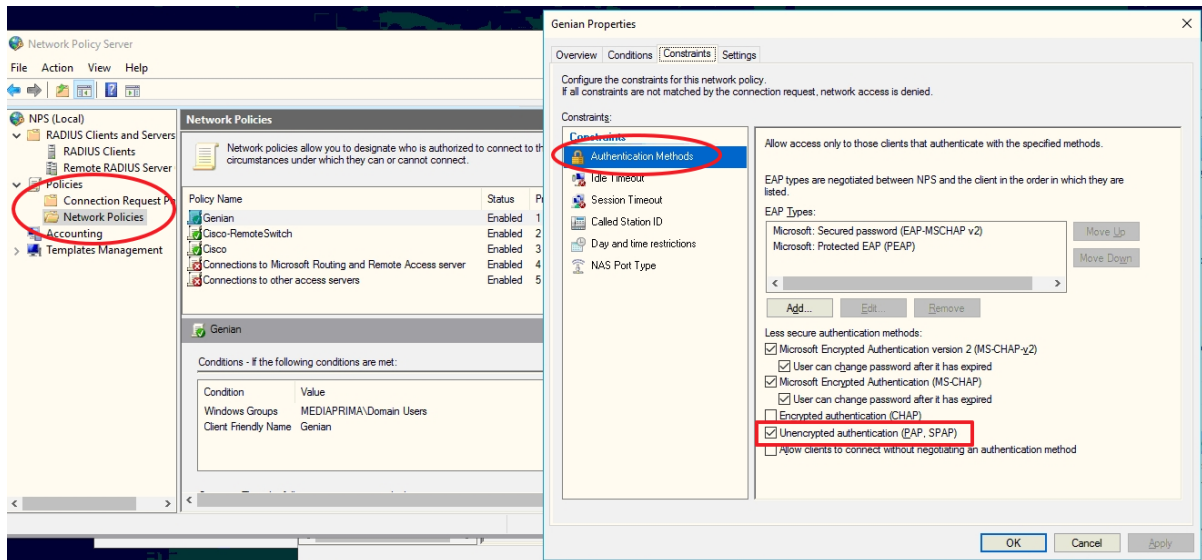 Network Policy Server
File Action View Help
NPS (Local)
RADIUS Clients and Servers
RADIUS Clients
Remote RADIUS Server
Policies
Connection Request Po
Network Policies
Accounting
Templates Management
Network Policies
Network policies allow you to designate who is authorized to connect to th
circumstances under which they can or cannot connect.
Policy Name Status P
Genian Enabled 1
Cisco-RemoteSwitch Enabled 2
Cisco Enabled 3
Connections to Microsoft Routing and Remote Access server Enabled 4
Connections to other access servers Enabled 5
Genian
Conditions - If the following conditions are met:
Condition Value
Windows Groups MEDIAPRIMA\Domain Users
Client Friendly Name Genian
Genian Properties
Overview Conditions Constraints Settings
Configure the constraints for this network policy.
If all constraints are not matched by the connection request, network access is denied.
Constraints:
Constraints
Authentication Methods
Idle Timeout
Session Timeout
Called Station ID
Day and time restrictions
NAS Port Type
Allow access only to those clients that authenticate with the specified methods.
EAP types are negotiated between NPS and the client in the order in which they are
listed.
EAP Types:
Microsoft: Secured password (EAP-MSCHAP v2)
Microsoft: Protected EAP (PEAP)
Move Up
Move Down
Add... Edit... Remove
Less secure authentication methods:
Microsoft Encrypted Authentication version 2 (MS-CHAP-v2)
User can change password after it has expired
Microsoft Encrypted Authentication (MS-CHAP)
User can change password after it has expired
Encrypted authentication (CHAP)
Unencrypted authentication (PAP, SPAP)
Allow clients to connect without negotiating an authentication method
OK Cancel Apply